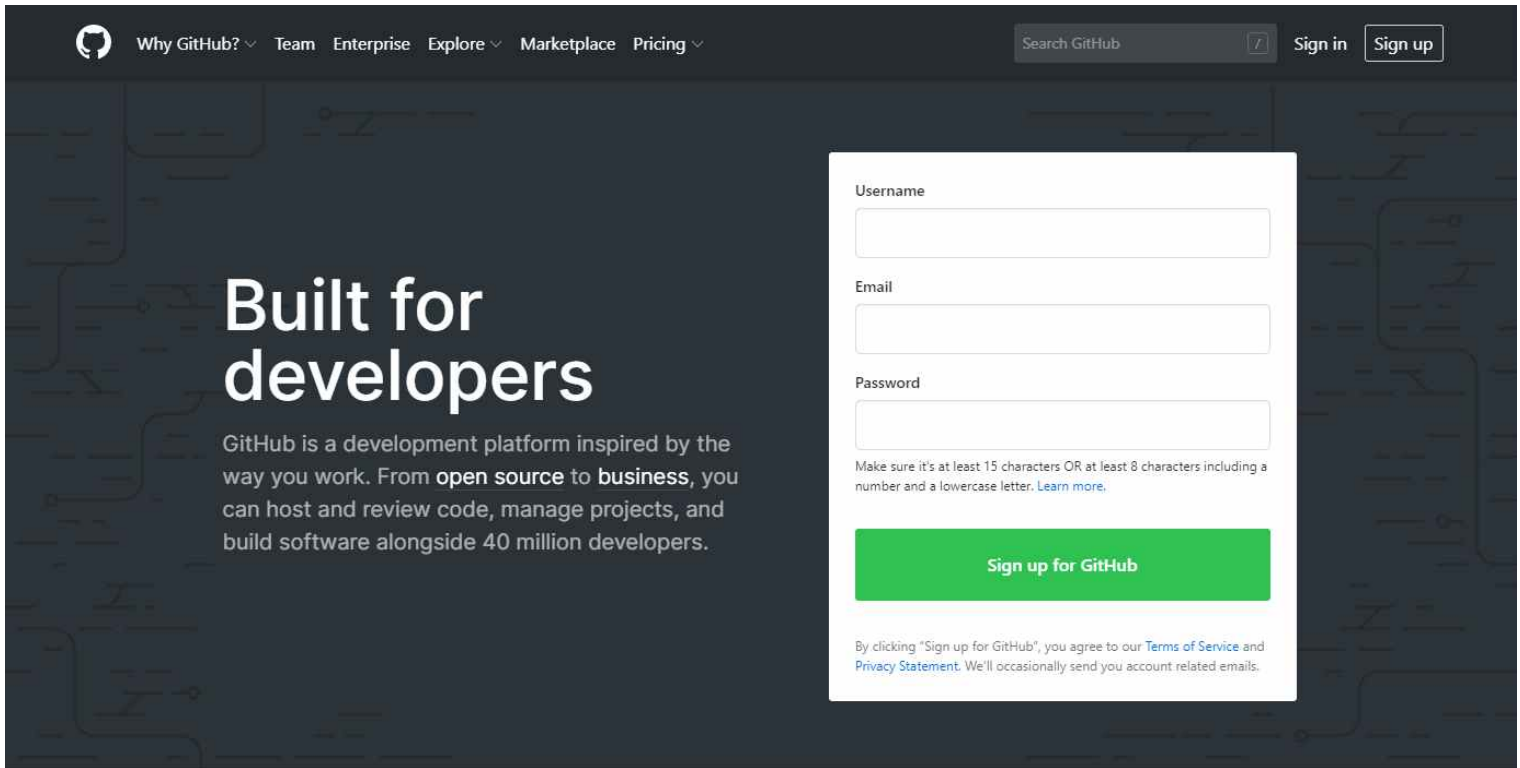 Why GitHub? Team Enterprise Explore Marketplace Pricing Search GitHub / Sign in Sign up
Username
Email
Built for
developers
Password
GitHub is a development platform inspired by the
way you work. From open source to business, you
can host and review code, manage projects, and
build software alongside 40 million developers.
Make sure it's at least 15 characters OR at least 8 characters including a
number and a lowercase letter. Learn more.
Sign up for GitHub
By clicking "Sign up for GitHub", you agree to our Terms of Service and
Privacy Statement. We'll occasionally send you account related emails.